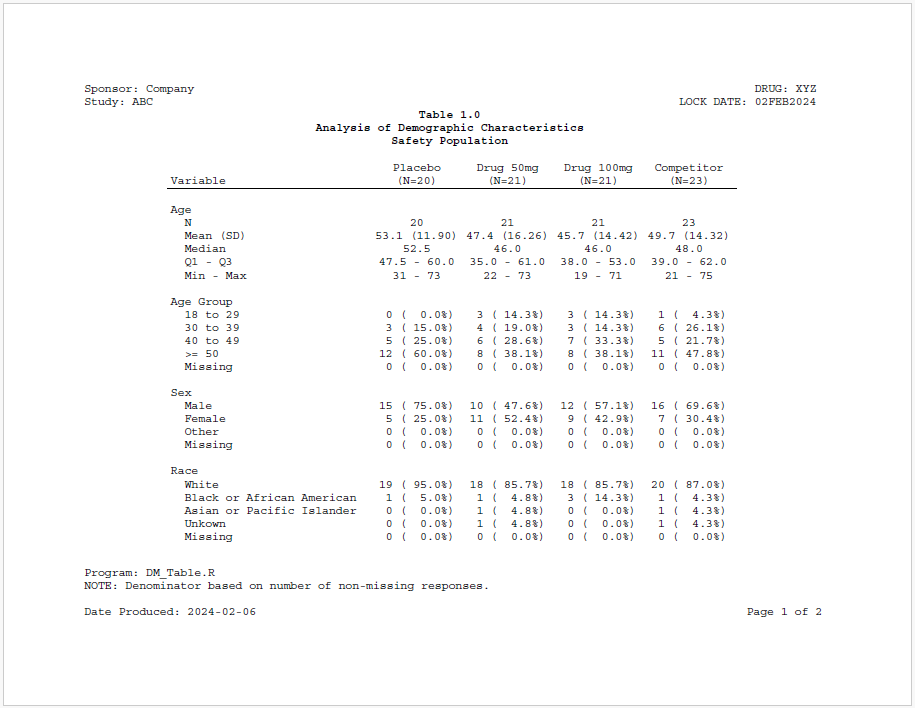 Sponsor: Company DRUG: XYZ
Study: ABC LOCK DATE: 02FEB2024
Table 1.0
Analysis of Demographic Characteristics
Safety Population
Placebo Drug 50mg Drug 100mg Competitor
Variable (N=20) (N=21) (N=21) (N=23)
Age
N 20 21 21 23
Mean (SD) 53.1 (11.90) 47.4 (16.26) 45.7 (14.42) 49.7 (14.32)
Median 52.5 46.0 46.0 48.0
Q1 - Q3 47.5 - 60.0 35.0 - 61.0 38.0 - 53.0 39.0 - 62.0
Min - Max 31 - 73 22 - 73 19 - 71 21 - 75
Age Group
18 to 29 0 ( 0.0%) 3 ( 14.3%) 3 ( 14.3%) 1 ( 4.3%)
30 to 39 3 ( 15.0%) 4 ( 19.0%) 3 ( 14.3%) 6 ( 26.1%)
40 to 49 5 ( 25.0%) 6 ( 28.6%) 7 ( 33.3%) 5 ( 21.7%)
>= 50 12 ( 60.0%) 8 ( 38.1%) 8 ( 38.1%) 11 ( 47.8%)
Missing 0 ( 0.0%) 0 ( 0.0%) 0 ( 0.0%) 0 ( 0.0%)
Sex
Male 15 ( 75.0%) 10 ( 47.6%) 12 ( 57.1%) 16 ( 69.6%)
Female 5 ( 25.0%) 11 ( 52.4%) 9 ( 42.9%) 7 ( 30.4%)
Other 0 ( 0.0%) 0 ( 0.0%) 0 ( 0.0%) 0 ( 0.0%)
Missing 0 ( 0.0%) 0 ( 0.0%) 0 ( 0.0%) 0 ( 0.0%)
Race
White 19 ( 95.0%) 18 ( 85.7%) 18 ( 85.7%) 20 ( 87.0%)
Black or African American 1 ( 5.0%) 1 ( 4.8%) 3 ( 14.3%) 1 ( 4.3%)
Asian or Pacific Islander 0 ( 0.0%) 1 ( 4.8%) 0 ( 0.0%) 1 ( 4.3%)
Unkown 0 ( 0.0%) 1 ( 4.8%) 0 ( 0.0%) 1 ( 4.3%)
Missing 0 ( 0.0%) 0 ( 0.0%) 0 ( 0.0%) 0 ( 0.0%)
Program: DM_Table.R
NOTE: Denominator based on number of non-missing responses.
Date Produced: 2024-02-06 Page 1 of 2